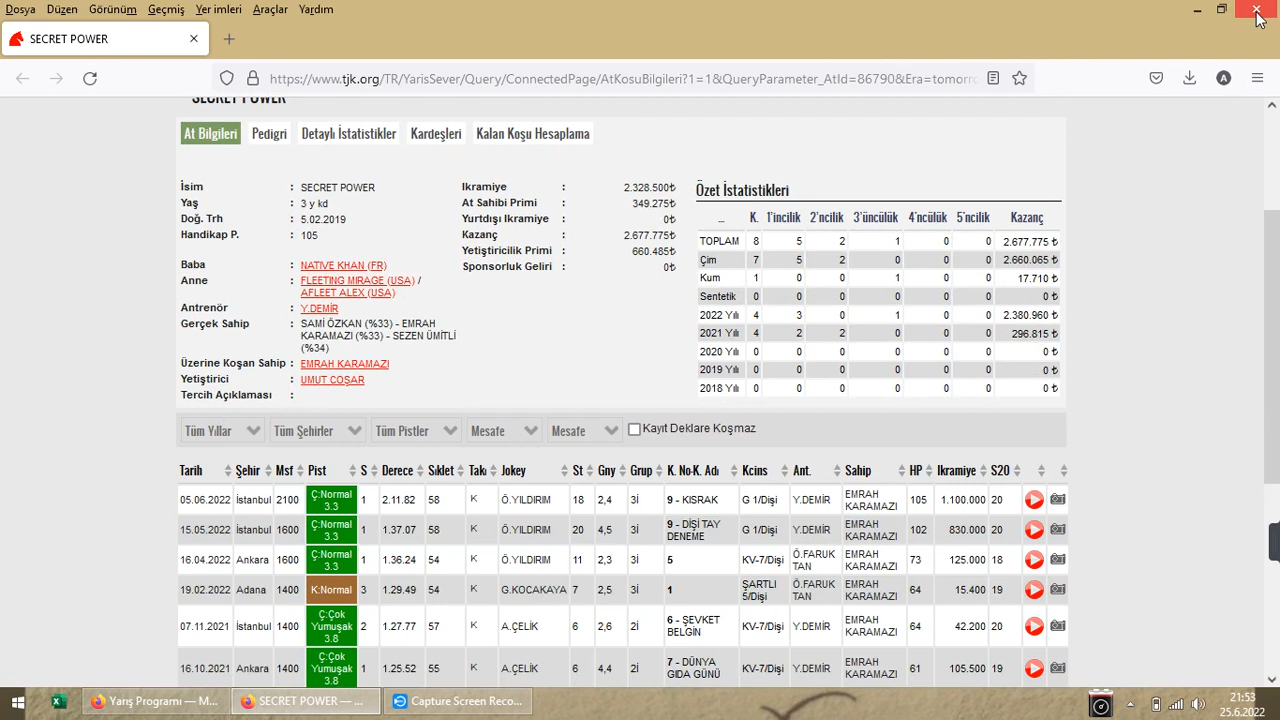 Dosya Düzen Görünüm Geçmiş Yer imleri Araçlar Yardım
SECRET POWER
https://www.tjk.org/TR/YarisSever/Query/ConnectedPage/AtKosuBilgileri?1=1&QueryParameter_AtId=86790&Era=tomorro
A
SECRET POWER
At Bilgileri Pedigri Detaylı İstatistikler Kardeşleri Kalan Koşu Hesaplama
İsim : SECRET POWER
Yaş : 3 y kd
Doğ. Trh : 5.02.2019
Handikap P. : 105
Baba : NATIVE KHAN (FR)
Anne : FLEETING MIRAGE (USA) /
AFLEET ALEX (USA)
Antrenör : Y.DEMİR
Gerçek Sahip : SAMİ ÖZKAN (%33) - EMRAH
KARAMAZI (%33) - SEZEN ÜMİTLİ
(%34)
Üzerine Koşan Sahip : EMRAH KARAMAZI
Yetiştirici : UMUT COŞAR
Tercih Açıklaması :
Ikramiye : 2.328.500₺
At Sahibi Primi : 349.275₺
Yurtdışı Ikramiye : 0₺
Kazanç : 2.677.775₺
Yetiştiricilik Primi : 660.485₺
Sponsorluk Geliri : 0₺
Özet İstatistikleri
... K. 1'incilik 2'ncilik 3'üncülük 4'ncülük 5'ncilik Kazanç
TOPLAM 8 5 2 1 0 0 2.677.775 ₺
Çim 7 5 2 0 0 0 2.660.065 ₺
Kum 1 0 0 1 0 0 17.710 ₺
Sentetik 0 0 0 0 0 0 0 ₺
2022 Yılı 4 3 0 1 0 0 2.380.960 ₺
2021 Yılı 4 2 2 0 0 0 296.815 ₺
2020 Yılı 0 0 0 0 0 0 0 ₺
2019 Yılı 0 0 0 0 0 0 0 ₺
2018 Yılı 0 0 0 0 0 0 0 ₺
Tüm Yıllar Tüm Şehirler Tüm Pistler Mesafe Mesafe Kayıt Deklare Koşmaz
Tarih Şehir Msf Pist S Derece Sıklet Takı Jokey St Gny Grup K. No-K. Adı Kcins Ant. Sahip HP Ikramiye S20
05.06.2022 İstanbul 2100 Ç:Normal 3.3 1 2.11.82 58 K Ö.YILDIRIM 18 2,4 3İ 9 - KISRAK G 1/Dişi Y.DEMİR EMRAH KARAMAZI 105 1.100.000 20
15.05.2022 İstanbul 1600 Ç:Normal 3.3 1 1.37.07 58 K Ö.YILDIRIM 20 4,5 3İ 9 - DİŞİ TAY DENEME G 1/Dişi Y.DEMİR EMRAH KARAMAZI 102 830.000 20
16.04.2022 Ankara 1600 Ç:Normal 3.3 1 1.36.24 54 K Ö.YILDIRIM 11 2,3 3İ 5 KV-7/Dişi Ö.FARUK TAN EMRAH KARAMAZI 73 125.000 18
19.02.2022 Adana 1400 K:Normal 3 1.29.49 54 K G.KOCAKAYA 7 2,5 3İ 1 ŞARTLI 5/Dişi Ö.FARUK TAN EMRAH KARAMAZI 64 15.400 19
07.11.2021 İstanbul 1400 Ç:Çok Yumuşak 3.8 2 1.27.77 57 K A.ÇELİK 6 2,6 2İ 6 - ŞEVKET BELGİN KV-7/Dişi Y.DEMİR EMRAH KARAMAZI 64 42.200 19
16.10.2021 Ankara 1400 Ç:Çok Yumuşak 3.8 1 1.25.52 55 K A.ÇELİK 6 4,4 2İ 7 - DÜNYA GIDA GÜNÜ KV-7/Dişi Y.DEMİR EMRAH KARAMAZI 61 105.500 19
Yarış Programı — M... SECRET POWER — ... Capture Screen Reco...
21:53
25.6.2022